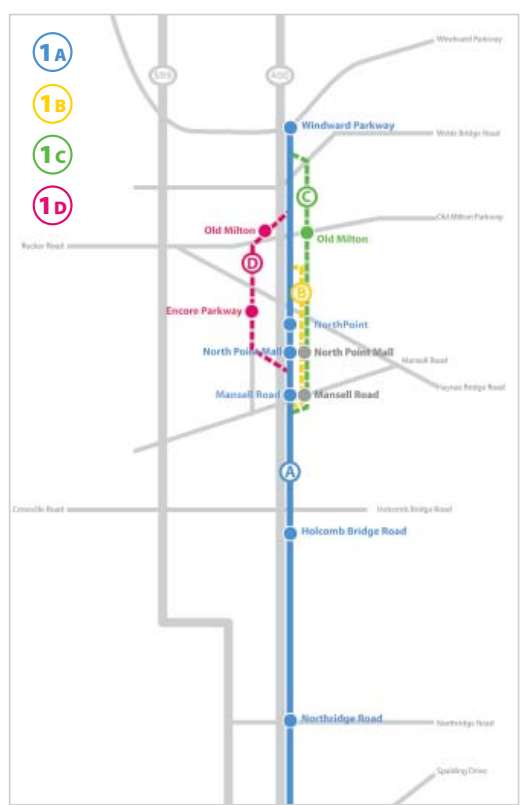 Windward Parkway
1A
SR9
400
1B
Windward Parkway
Webb Bridge Road
1C
C
1D
Old Milton Parkway
Old Milton
Old Milton
Rucker Road
D
B
Encore Parkway
NorthPoint
North Point Mall
North Point Mall
Mansell Road
Haynes Bridge Road
Mansell Road
Mansell Road
A
Crossville Road
Holcomb Bridge Road
Holcomb Bridge Road
Northridge Road
Northridge Road
Spalding Drive